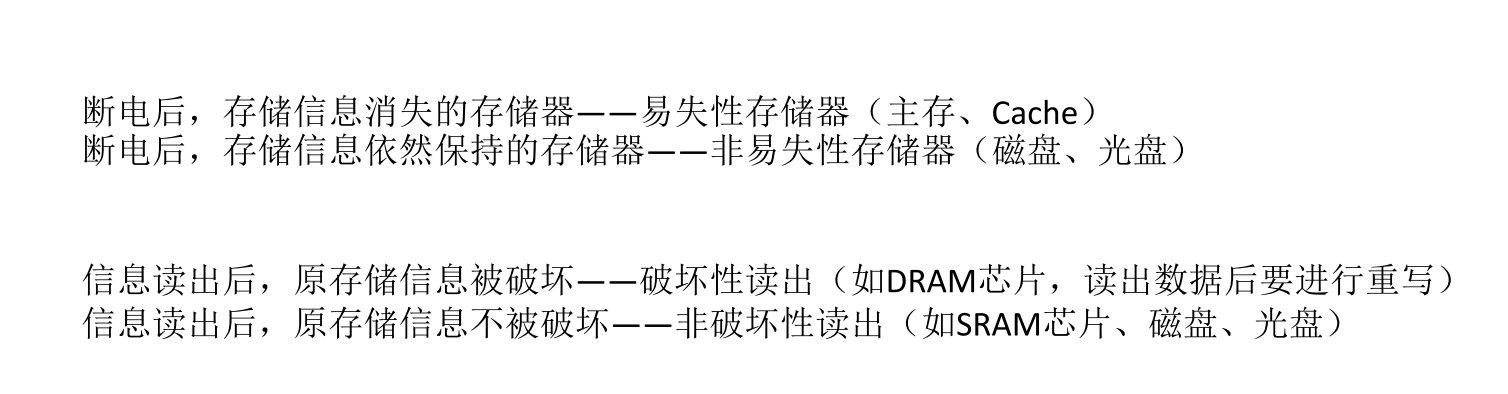 断电后，存储信息消失的存储器——易失性存储器（主存、Cache）
断电后，存储信息依然保持的存储器——非易失性存储器（磁盘、光盘）
信息读出后，原存储信息被破坏——破坏性读出（如DRAM芯片，读出数据后要进行重写）
信息读出后，原存储信息不被破坏——非破坏性读出（如SRAM芯片、磁盘、光盘）